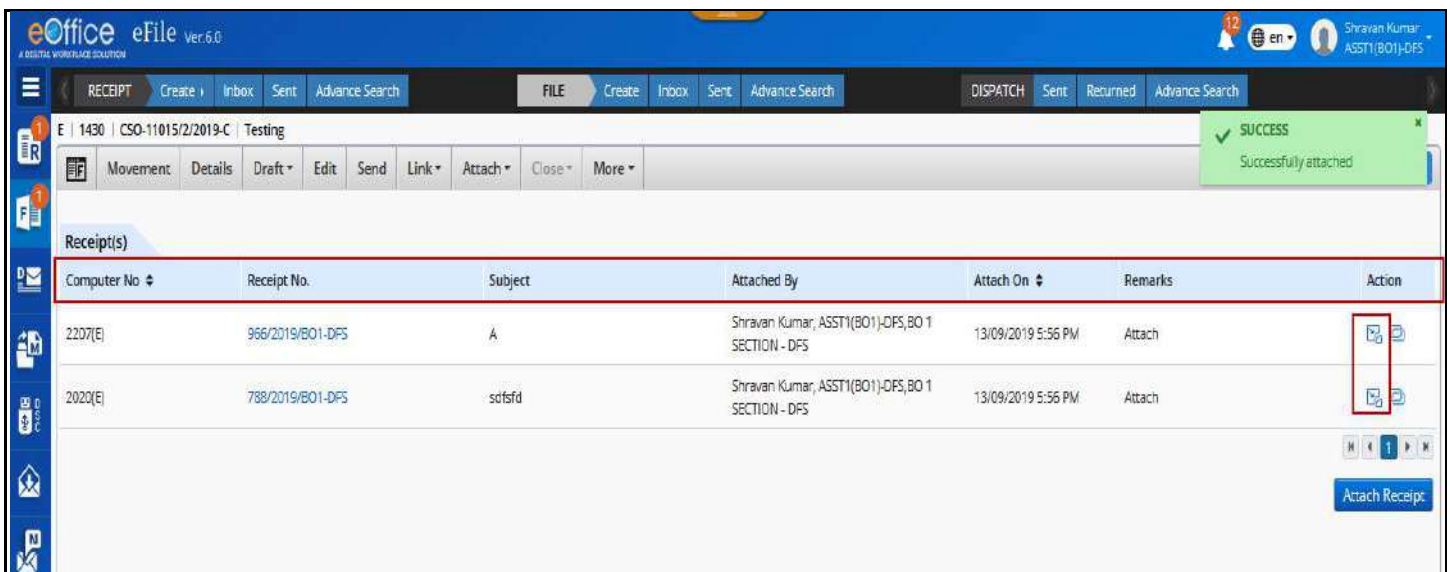 eOffice eFile Ver.6.0
A DIGITAL WORKPLACE SOLUTION
12
en
Shravan Kumar
ASST1(BO1)-DFS
RECEIPT Create Inbox Sent Advance Search FILE Create Inbox Sent Advance Search DISPATCH Sent Returned Advance Search
E | 1430 | CSO-11015/2/2019-C | Testing
SUCCESS x
Successfully attached
1
R
F Movement Details Draft Edit Send Link Attach Close More
1
F
Receipt(s)
Computer No Receipt No. Subject Attached By Attach On Remarks Action
2207(E) 966/2019/BO1-DFS A Shravan Kumar, ASST1(BO1)-DFS,BO 1 SECTION - DFS 13/09/2019 5:56 PM Attach
2020(E) 788/2019/BO1-DFS sdfsfd Shravan Kumar, ASST1(BO1)-DFS,BO 1 SECTION - DFS 13/09/2019 5:56 PM Attach
D
M
DSC
N
1
Attach Receipt